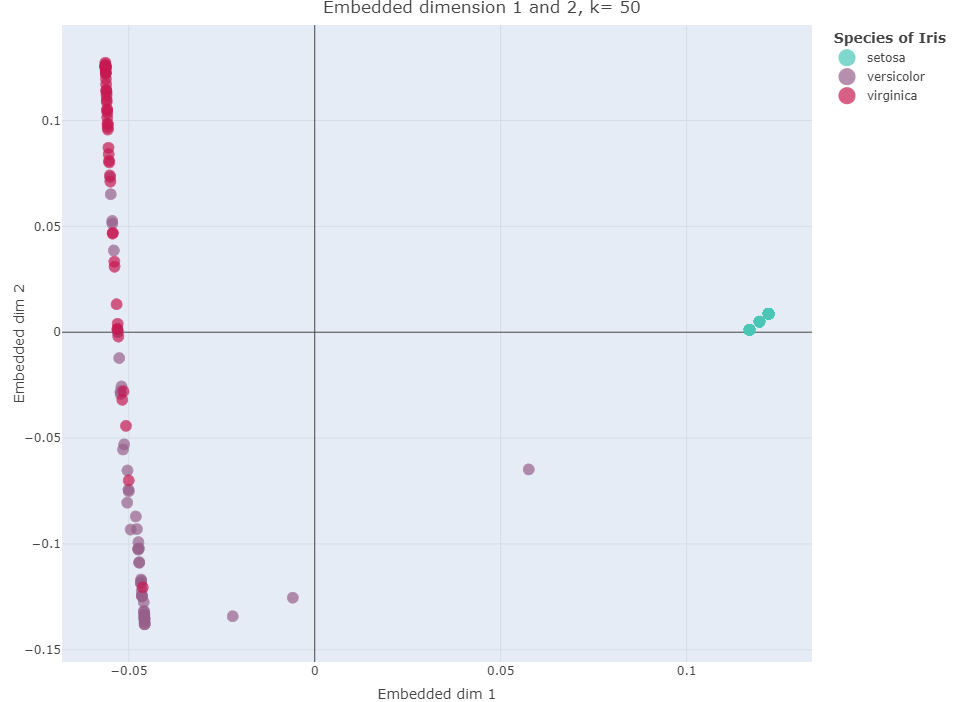 Embedded dimension 1 and 2, k= 50
Species of Iris
setosa
versicolor
virginica
Embedded dim 2
0.1
0.05
0
−0.05
−0.1
−0.15
−0.05
0
0.05
0.1
Embedded dim 1